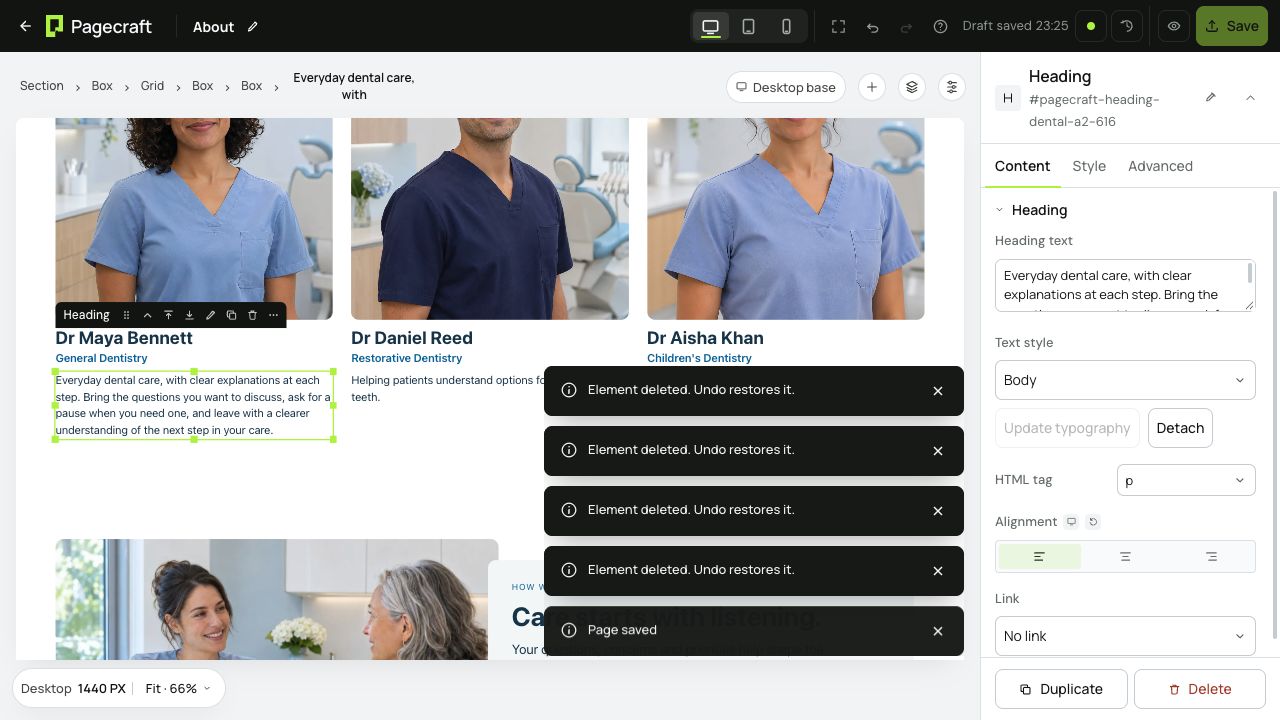 Pagecraft
About
Draft saved 23:25
Save
Section
Box
Grid
Box
Box
Everyday dental care,
with
Desktop base
Heading
Dr Maya Bennett
General Dentistry
Everyday dental care, with clear explanations at each
step. Bring the questions you want to discuss, ask for a
pause when you need one, and leave with a clearer
understanding of the next step in your care.
Dr Daniel Reed
Restorative Dentistry
Helping patients understand options fo
teeth.
Dr Aisha Khan
Children's Dentistry
Element deleted. Undo restores it.
Element deleted. Undo restores it.
Element deleted. Undo restores it.
Element deleted. Undo restores it.
Page saved
HOW W
Care starts with listening.
Your
Desktop 1440 PX
Fit · 66%
H
Heading
#pagecraft-heading-
dental-a2-616
Content
Style
Advanced
Heading
Heading text
Everyday dental care, with clear
explanations at each step. Bring the
Text style
Body
Update typography
Detach
HTML tag
p
Alignment
Link
No link
Duplicate
Delete